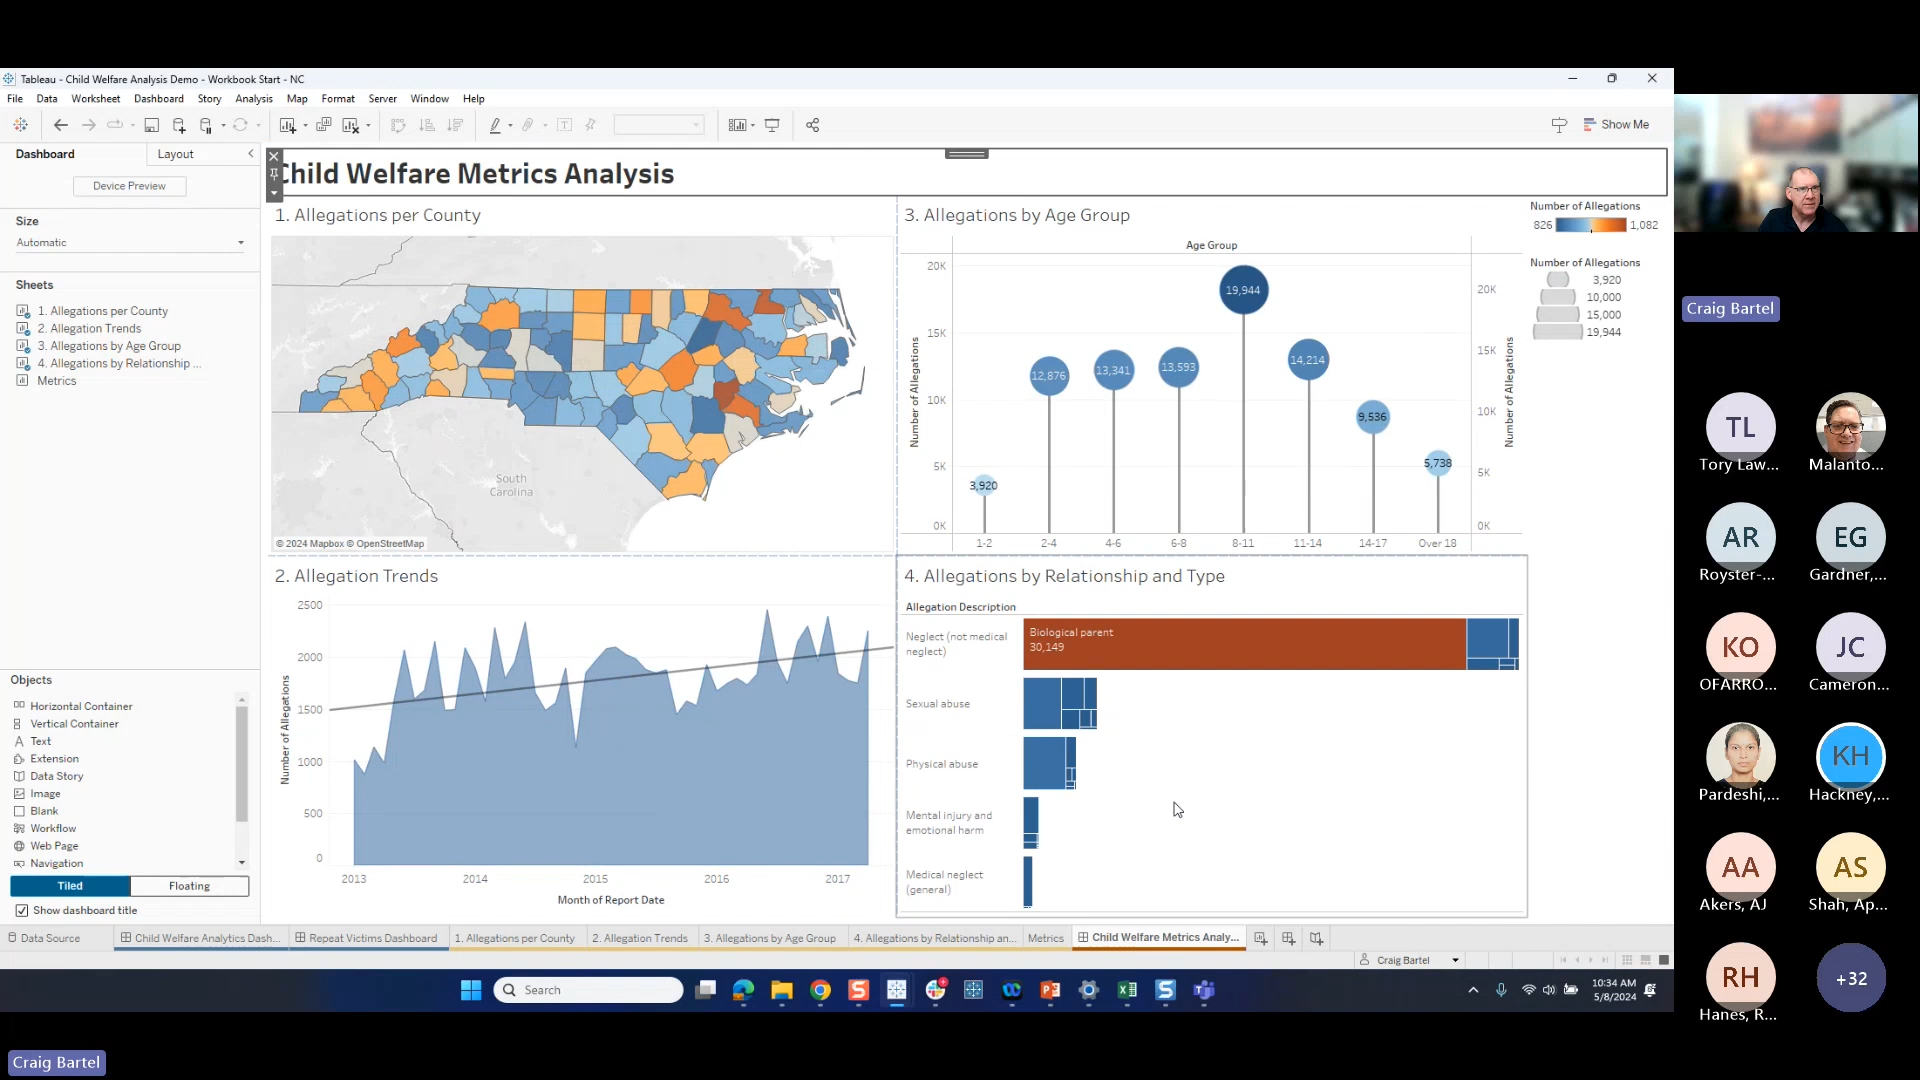 Tableau - Child Welfare Analysis Demo - Workbook Start - NC
File Data Worksheet Dashboard Story Analysis Map Format Server Window Help
Show Me
Dashboard Layout
Device Preview
Size
Automatic
Sheets
1. Allegations per County
2. Allegation Trends
3. Allegations by Age Group
4. Allegations by Relationship ...
Metrics
Objects
Horizontal Container
Vertical Container
Text
Extension
Data Story
Image
Blank
Workflow
Web Page
Navigation
Tiled Floating
Show dashboard title
Child Welfare Metrics Analysis
1. Allegations per County
South
Carolina
© 2024 Mapbox © OpenStreetMap
3. Allegations by Age Group
Age Group
Number of Allegations
20K
15K
10K
5K
0K
3,920
12,876
13,341
13,593
19,944
14,214
9,536
5,738
20K
15K
10K
5K
0K
Number of Allegations
1-2 2-4 4-6 6-8 8-11 11-14 14-17 Over 18
Number of Allegations
826 1,082
Number of Allegations
3,920
10,000
15,000
19,944
2. Allegation Trends
Number of Allegations
2500
2000
1500
1000
500
0
2013 2014 2015 2016 2017
Month of Report Date
4. Allegations by Relationship and Type
Allegation Description
Neglect (not medical
neglect)
Biological parent
30,149
Sexual abuse
Physical abuse
Mental injury and
emotional harm
Medical neglect
(general)
Data Source Child Welfare Analytics Dash... Repeat Victims Dashboard 1. Allegations per County 2. Allegation Trends 3. Allegations by Age Group 4. Allegations by Relationship an... Metrics Child Welfare Metrics Analy...
Craig Bartel
Search
10:34 AM
5/8/2024
Craig Bartel
Craig Bartel
TL
Tory Law... Malanto...
AR EG
Royster-... Gardner,...
KO JC
OFARRO... Cameron...
KH
Pardeshi,... Hackney,...
AA AS
Akers, AJ Shah, Ap...
RH +32
Hanes, R...